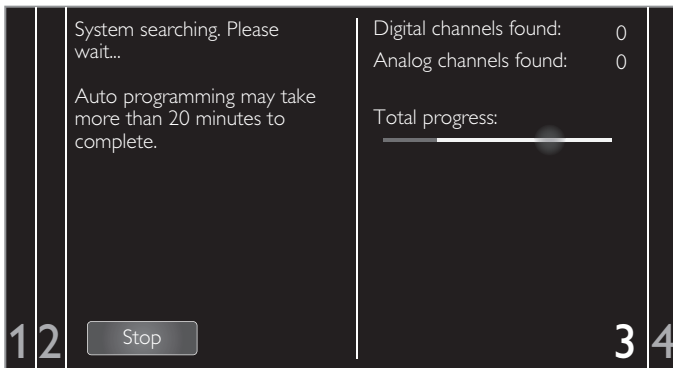 System searching. Please
wait...
Auto programming may take
more than 20 minutes to
complete.
Stop
Digital channels found: 0
Analog channels found: 0
Total progress:
1 2 3 4